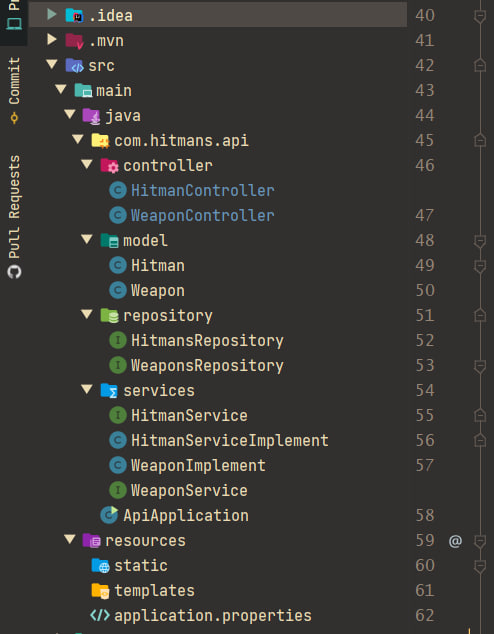 Pr
Commit
Pull Requests
.idea 40
.mvn 41
src 42
main 43
java 44
com.hitmans.api 45
controller 46
HitmanController
WeaponController 47
model 48
Hitman 49
Weapon 50
repository 51
HitmansRepository 52
WeaponsRepository 53
services 54
HitmanService 55
HitmanServiceImplement 56
WeaponImplement 57
WeaponService
ApiApplication 58
resources 59 @
static 60
templates 61
application.properties 62